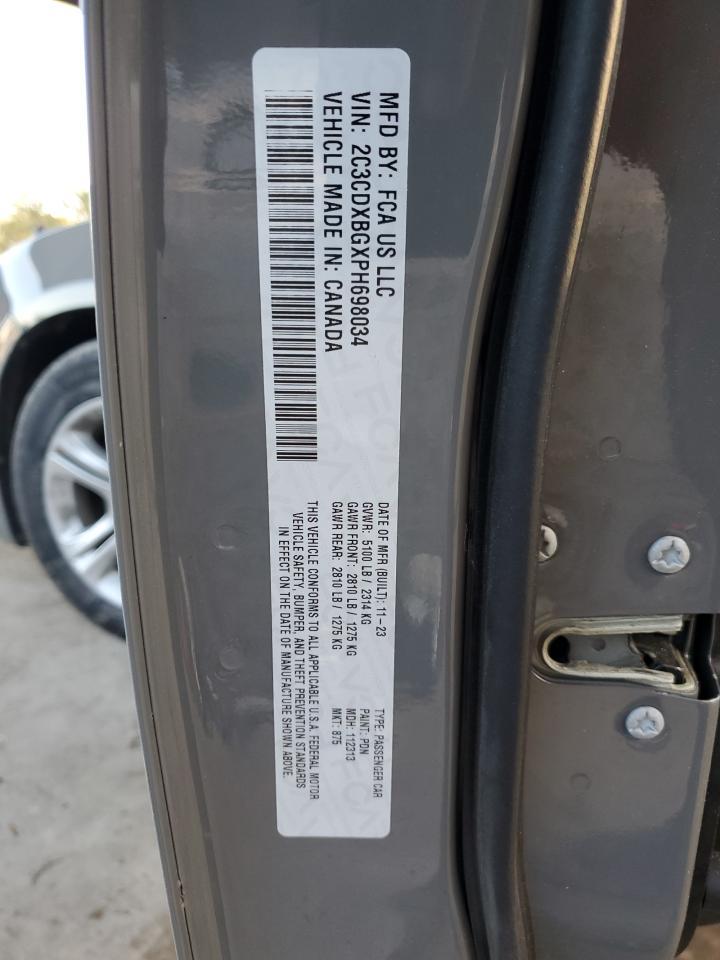 MFD BY: FCA US LLC
VIN: 2C3CDXBGXPH698034
VEHICLE MADE IN: CANADA
DATE OF MFR (BUILT): 11-23
GVWR: 5100 LB / 2314 KG
GAWR FRONT: 2810 LB / 1275 KG
GAWR REAR: 2810 LB / 1275 KG
THIS VEHICLE CONFORMS TO ALL APPLICABLE U.S.A. FEDERAL MOTOR
VEHICLE SAFETY, BUMPER, AND THEFT PREVENTION STANDARDS
IN EFFECT ON THE DATE OF MANUFACTURE SHOWN ABOVE.
TYPE: PASSENGER CAR
PAINT: PDN
MDH: 112313
MKT: 875